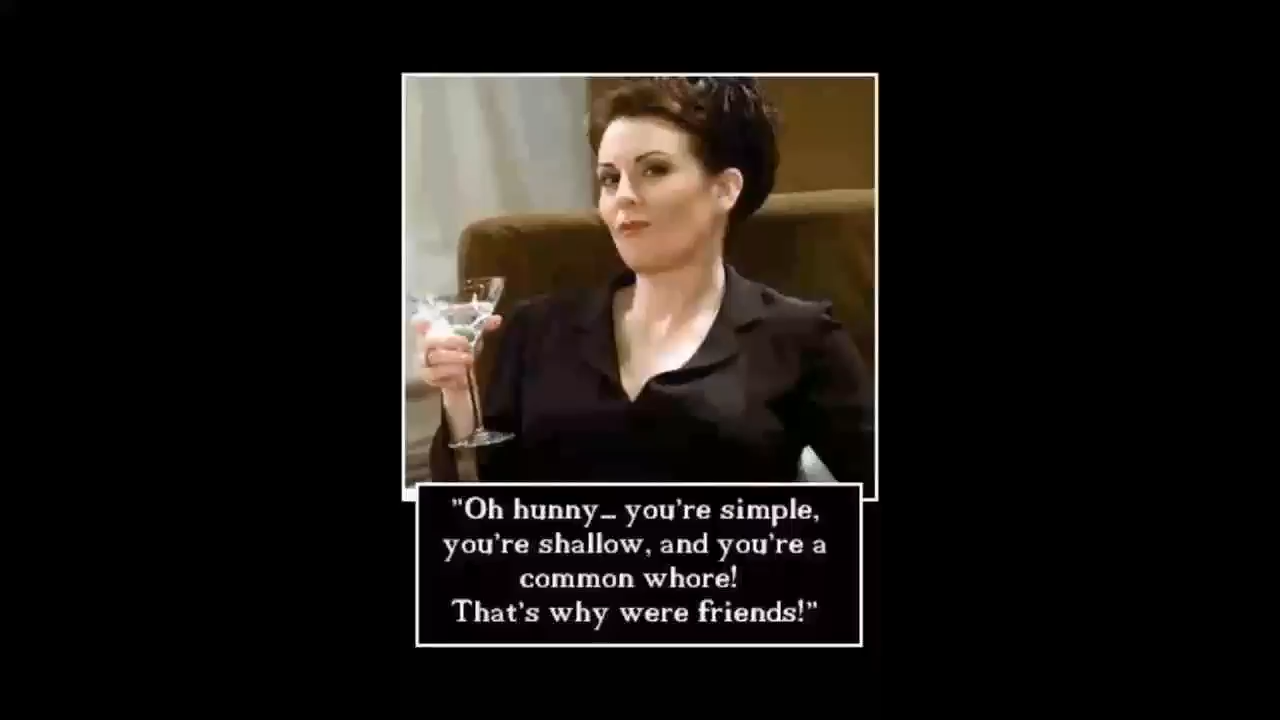 "Oh hunny... you're simple,
you're shallow, and you're a
common whore!
That's why were friends!"